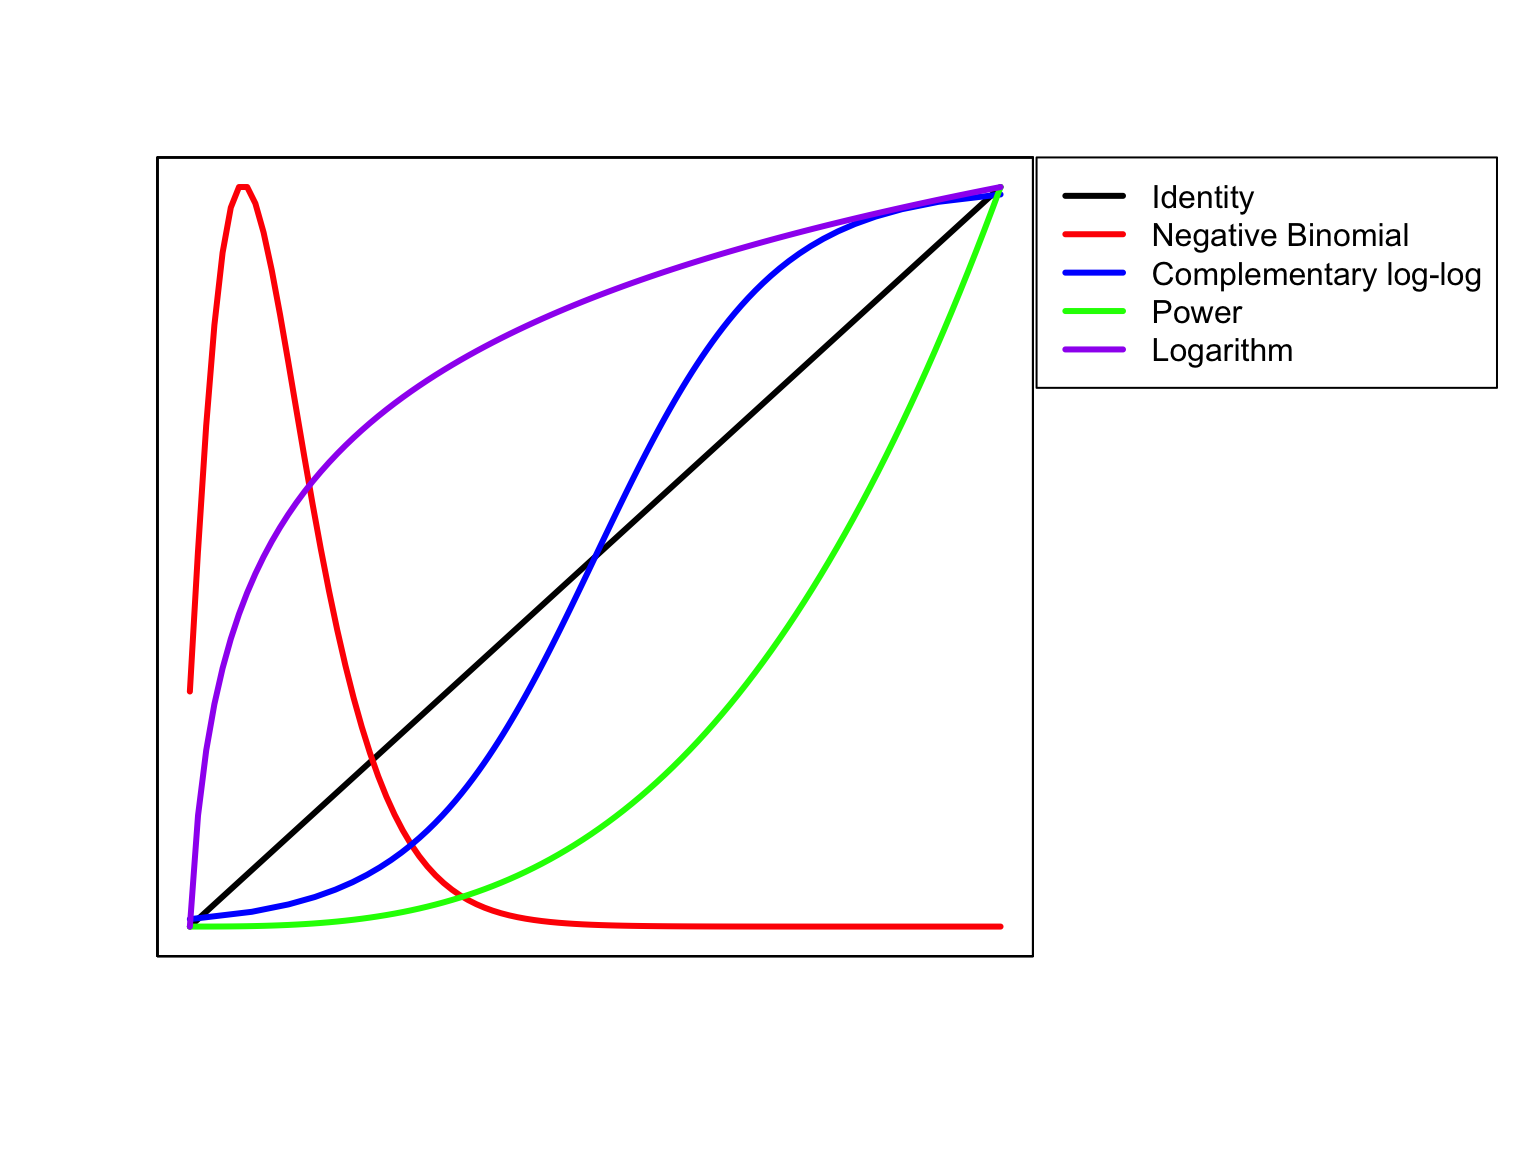 Identity
Negative Binomial
Complementary log-log
Power
Logarithm